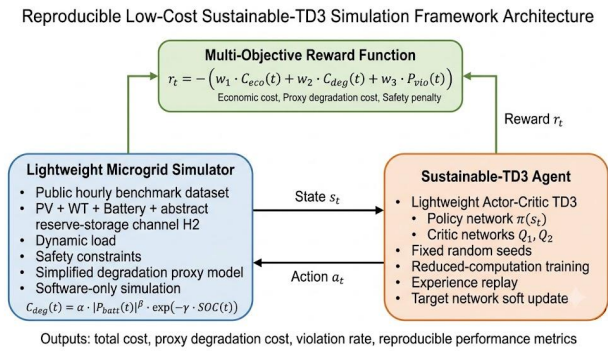 Reproducible Low-Cost Sustainable-TD3 Simulation Framework Architecture
Multi-Objective Reward Function
r_t = −(w_1 · C_eco(t) + w_2 · C_deg(t) + w_3 · P_vio(t))
Economic cost, Proxy degradation cost, Safety penalty
Reward r_t
Lightweight Microgrid Simulator
• Public hourly benchmark dataset
• PV + WT + Battery + abstract
reserve-storage channel H2
• Dynamic load
• Safety constraints
• Simplified degradation proxy model
• Software-only simulation
C_deg(t) = α · |P_batt(t)|^β · exp(−γ · SOC(t))
State s_t
Action a_t
Sustainable-TD3 Agent
• Lightweight Actor-Critic TD3
• Policy network π(s_t)
• Critic networks Q_1, Q_2
• Fixed random seeds
• Reduced-computation training
• Experience replay
• Target network soft update
Outputs: total cost, proxy degradation cost, violation rate, reproducible performance metrics